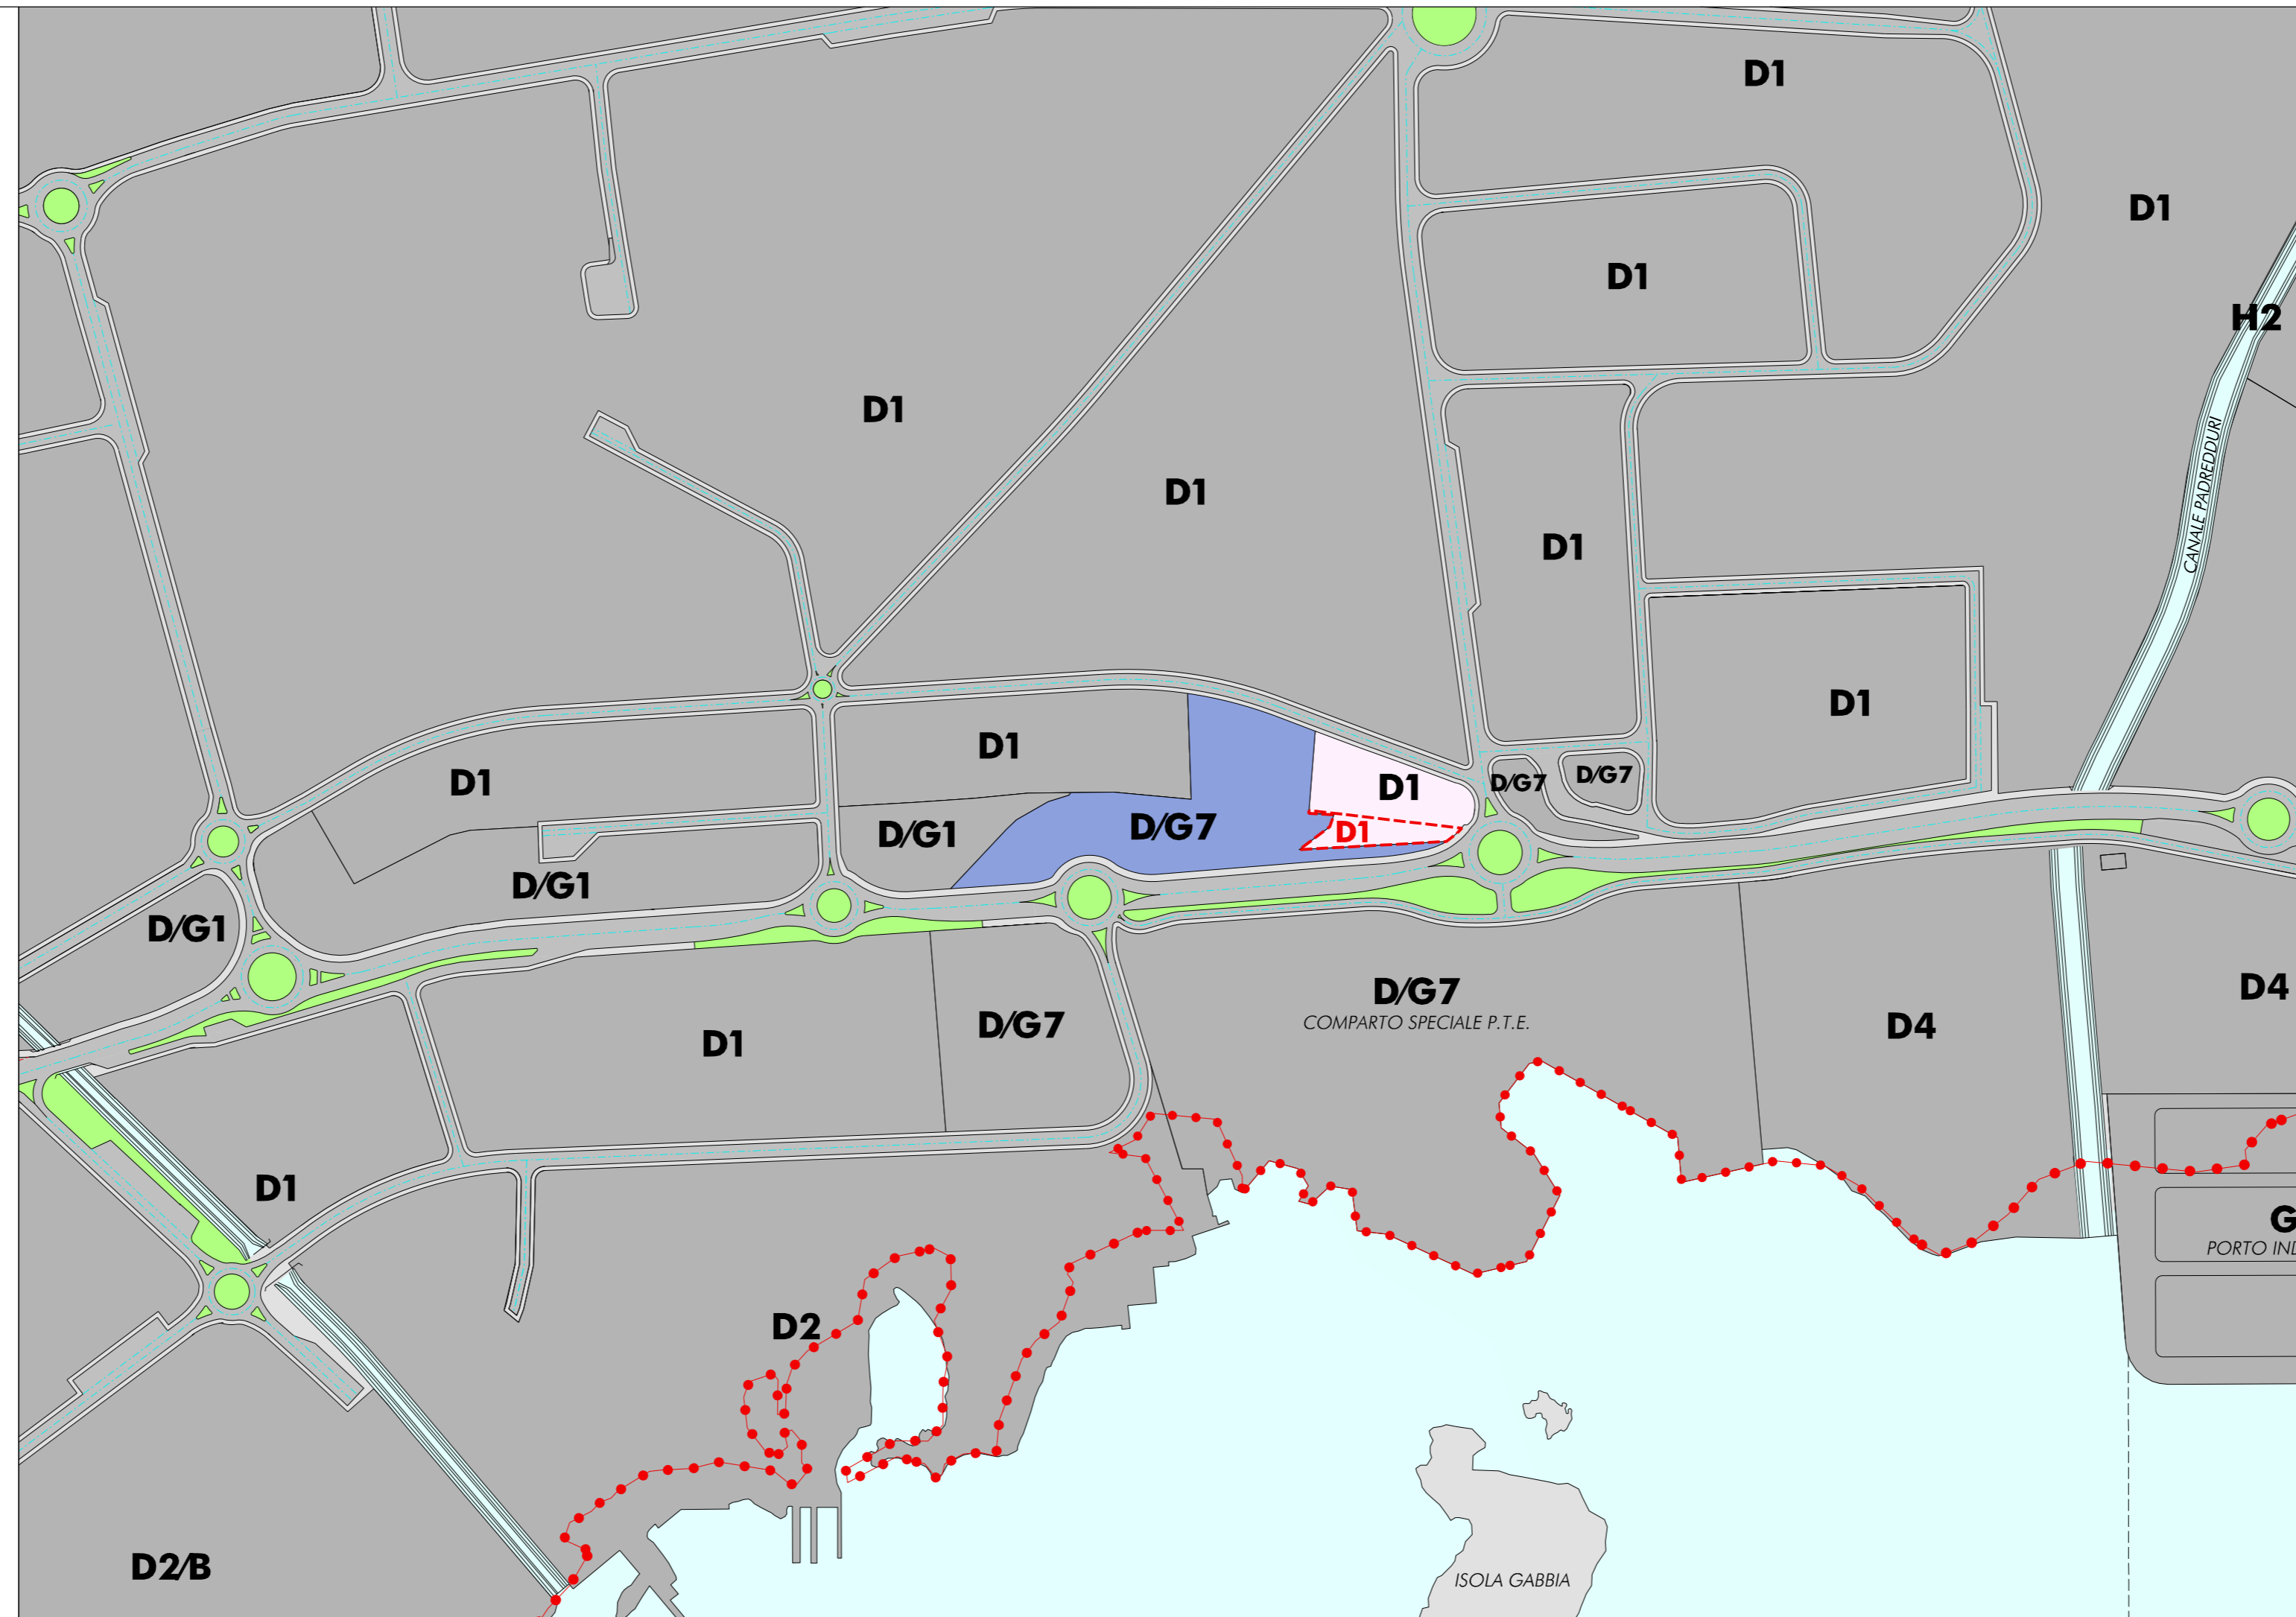 D1
D1
H2
D1
D1
CANALE PADREDDURI
D1
D1
D1
D1
D1
D/G7
D/G7
D1
D1
D/G7
D/G1
D1
D/G1
D/G1
D/G7
COMPARTO SPECIALE P.T.E.
D4
D4
D1
D/G7
D1
G
PORTO IND
D2
D2/B
ISOLA GABBIA